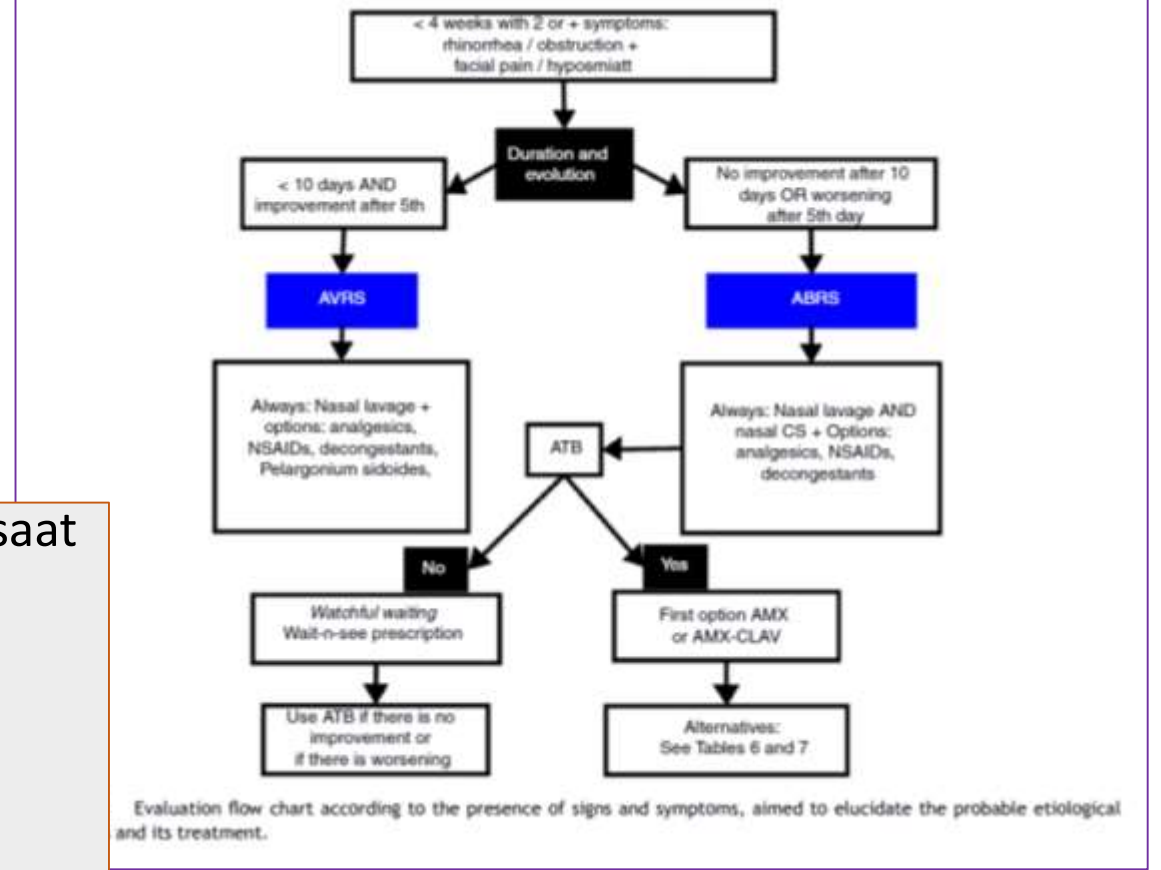 < 4 weeks with 2 or + symptoms:
rhinorrhea / obstruction +
facial pain / hyposmiatt
Duration and
evolution
< 10 days AND
improvement after 5th
No improvement after 10
days OR worsening
after 5th day
AVRS
ABRS
Always: Nasal lavage +
options: analgesics,
NSAIDs, decongestants,
Pelargonium sidoides,
ATB
Always: Nasal lavage AND
nasal CS + Options:
analgesics, NSAIDs,
decongestants
saat
No
Yes
Watchful waiting
Wait-n-see prescription
First option AMX
or AMX-CLAV
Use ATB if there is no
improvement or
if there is worsening
Alternatives:
See Tables 6 and 7
Evaluation flow chart according to the presence of signs and symptoms, aimed to elucidate the probable etiological
and its treatment.